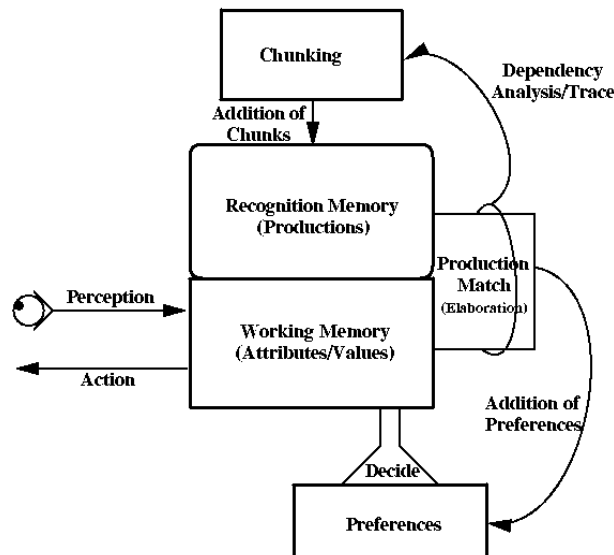 Chunking
Dependency
Analysis/Trace
Addition of
Chunks
Recognition Memory
(Productions)
Production
Match
(Elaboration)
Perception
Working Memory
(Attributes/Values)
Action
Addition of
Preferences
Decide
Preferences